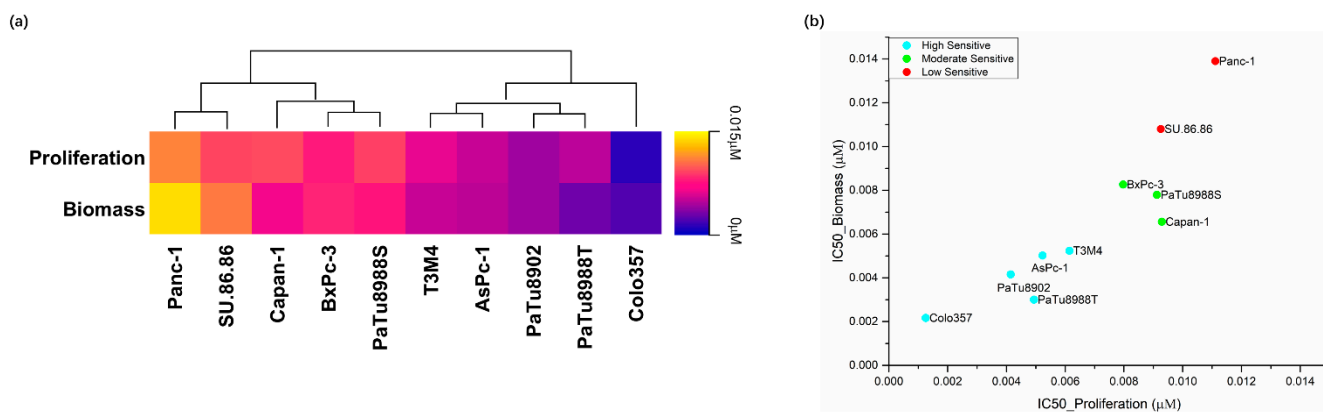 (a)
Proliferation
Biomass
Panc-1
SU.86.86
Capan-1
BxPc-3
PaTu8988S
T3M4
AsPc-1
PaTu8902
PaTu8988T
Colo357
0.015μM
0μM
(b)
High Sensitive
Moderate Sensitive
Low Sensitive
IC50_Biomass (μM)
0.014
0.012
0.010
0.008
0.006
0.004
0.002
0.000
Panc-1
SU.86.86
BxPc-3
PaTu8988S
Capan-1
T3M4
AsPc-1
PaTu8902
PaTu8988T
Colo357
0.000 0.002 0.004 0.006 0.008 0.010 0.012 0.014
IC50_Proliferation (μM)